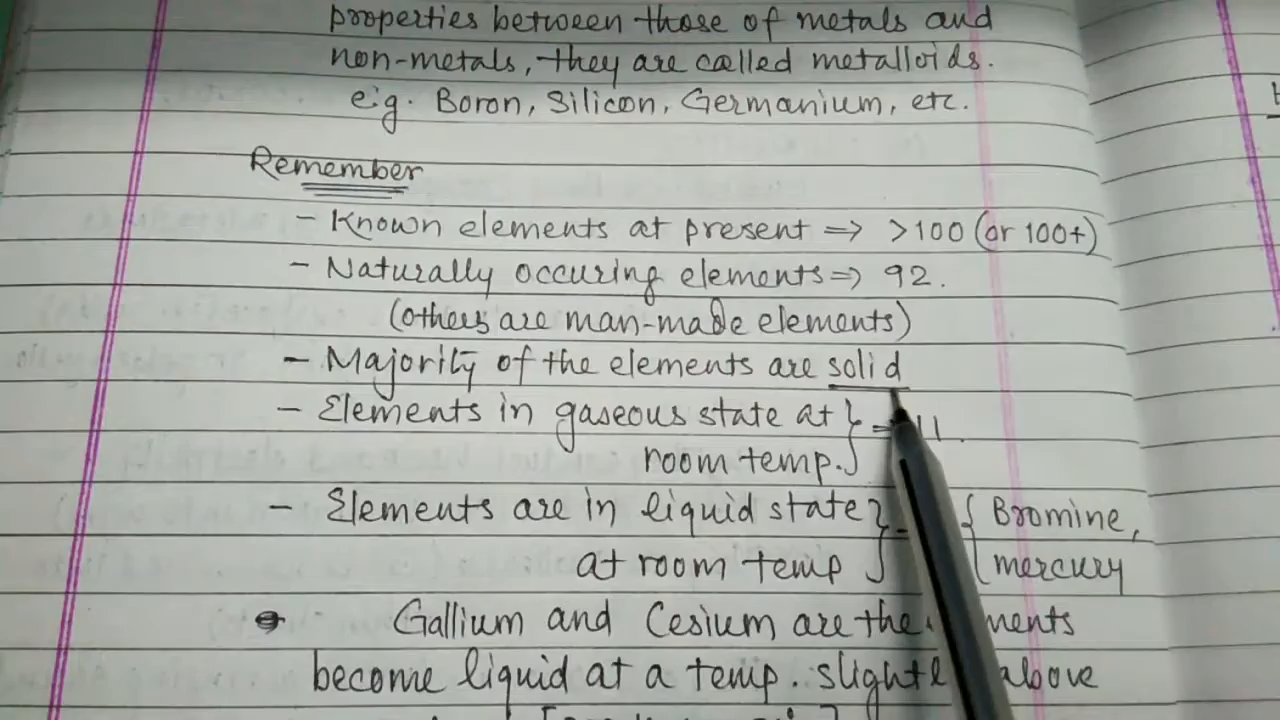 properties between those of metals and
non-metals, they are called metalloids.
e.g. Boron, Silicon, Germanium, etc.
Remember
- Known elements at present => >100 (or 100+)
- Naturally occuring elements => 92.
(others are man-made elements)
- Majority of the elements are solid
- Elements in gaseous state at } = 11.
room temp.
- Elements are in liquid state } { Bromine,
at room temp } { mercury
Gallium and Cesium are the
become liquid at a temp. above